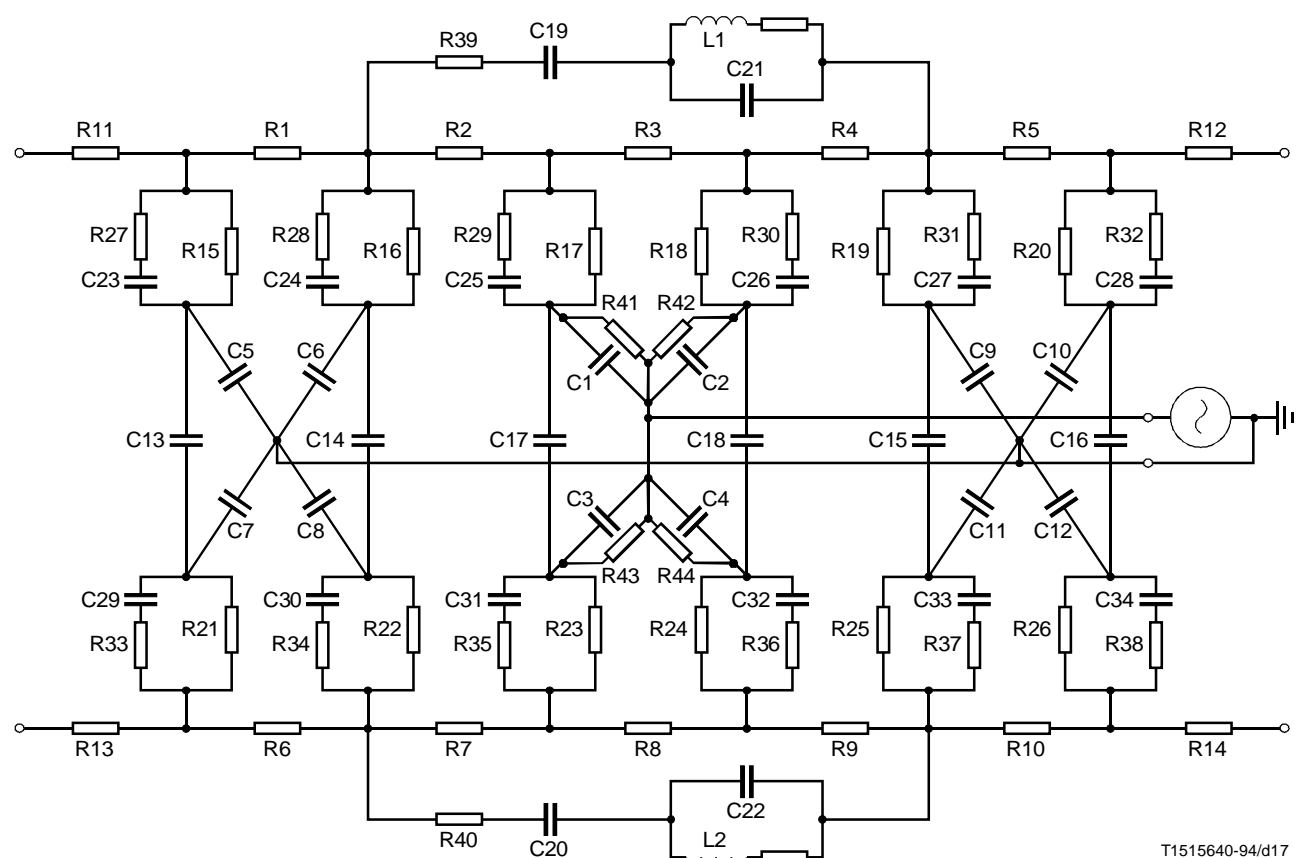 C19
R39
L1
C21
R11 R1 R2 R3 R4 R5 R12
R27 R15 R28 R16 R29 R17 R18 R30 R19 R31 R20 R32
C23 C24 C25 C26 C27 C28
R41 R42
C5 C6 C1 C2 C9 C10
C13 C14 C17 C18 C15 C16
C7 C8 C3 C4 C11 C12
R43 R44
C29 C30 C31 C32 C33 C34
R33 R21 R34 R22 R35 R23 R24 R36 R25 R37 R26 R38
R13 R6 R7 R8 R9 R10 R14
C22
R40 C20 L2
T1515640-94/d17